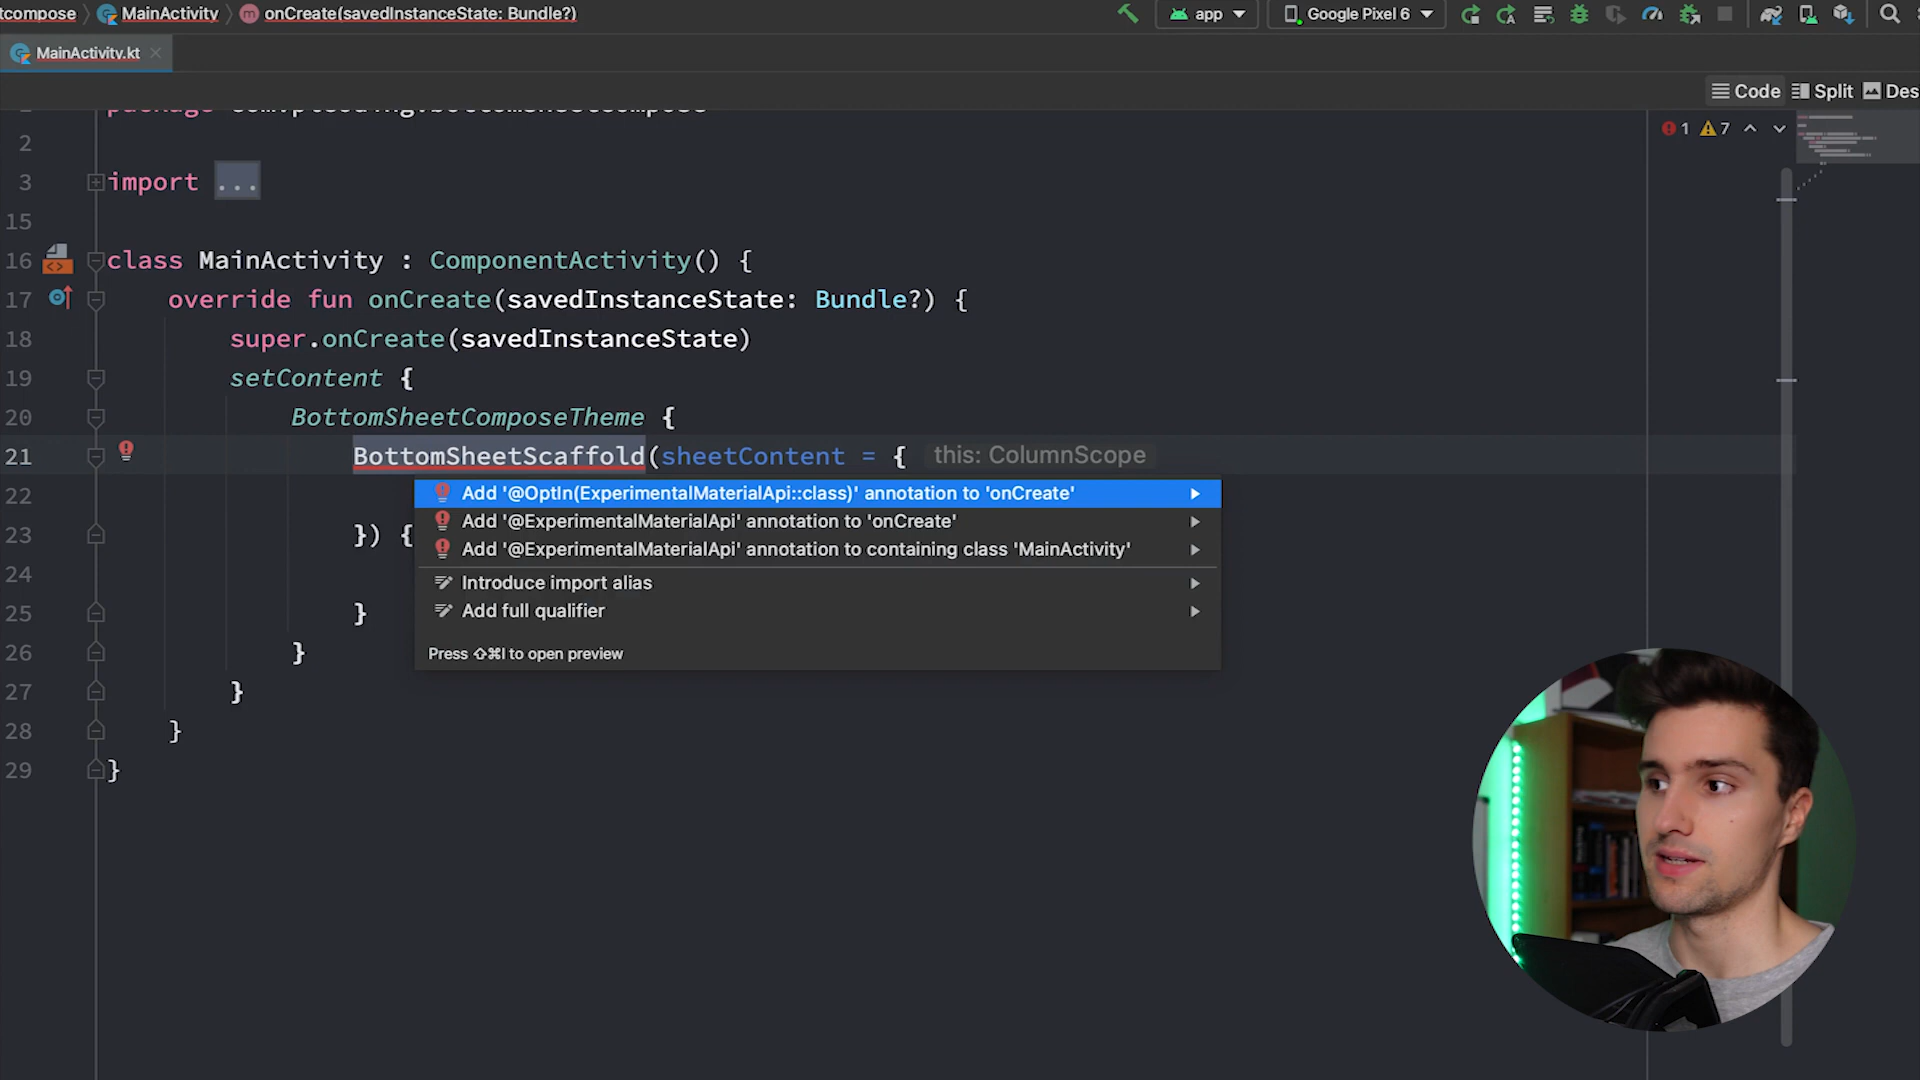 tcompose MainActivity onCreate(savedInstanceState: Bundle?) app Google Pixel 6
MainActivity.kt
Code Split Des
1 7
2
3 import ...
15
16 class MainActivity : ComponentActivity() {
17 override fun onCreate(savedInstanceState: Bundle?) {
18 super.onCreate(savedInstanceState)
19 setContent {
20 BottomSheetComposeTheme {
21 BottomSheetScaffold(sheetContent = { this: ColumnScope
22
Add '@OptIn(ExperimentalMaterialApi::class)' annotation to 'onCreate'
Add '@ExperimentalMaterialApi' annotation to 'onCreate'
23 }) {
Add '@ExperimentalMaterialApi' annotation to containing class 'MainActivity'
24
Introduce import alias
25 }
Add full qualifier
26 }
Press ⇧⌘I to open preview
27 }
28 }
29 }